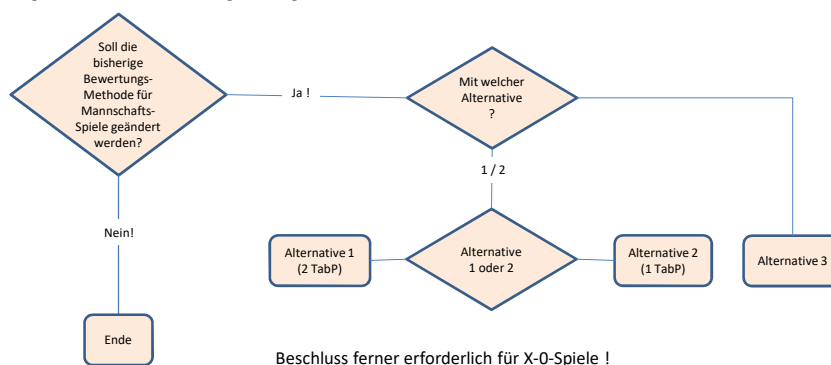 Soll die
bisherige
Bewertungs-
Methode für
Mannschafts-
Spiele geändert
werden?
Ja !
Mit welcher
Alternative
?
1 / 2
Nein!
Alternative 1
(2 TabP)
Alternative
1 oder 2
Alternative 2
(1 TabP)
Alternative 3
Ende
Beschluss ferner erforderlich für X-0-Spiele !